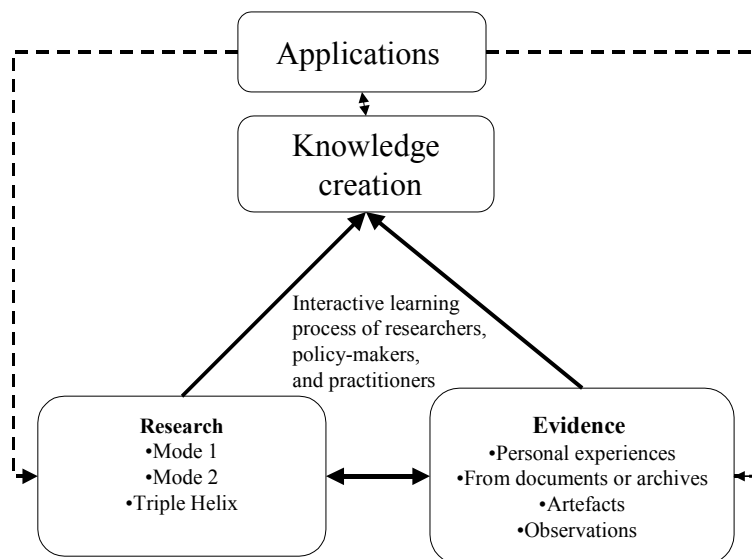 Applications
Knowledge
creation
Interactive learning
process of researchers,
policy-makers,
and practitioners
Research
•Mode 1
•Mode 2
•Triple Helix
Evidence
•Personal experiences
•From documents or archives
•Artefacts
•Observations